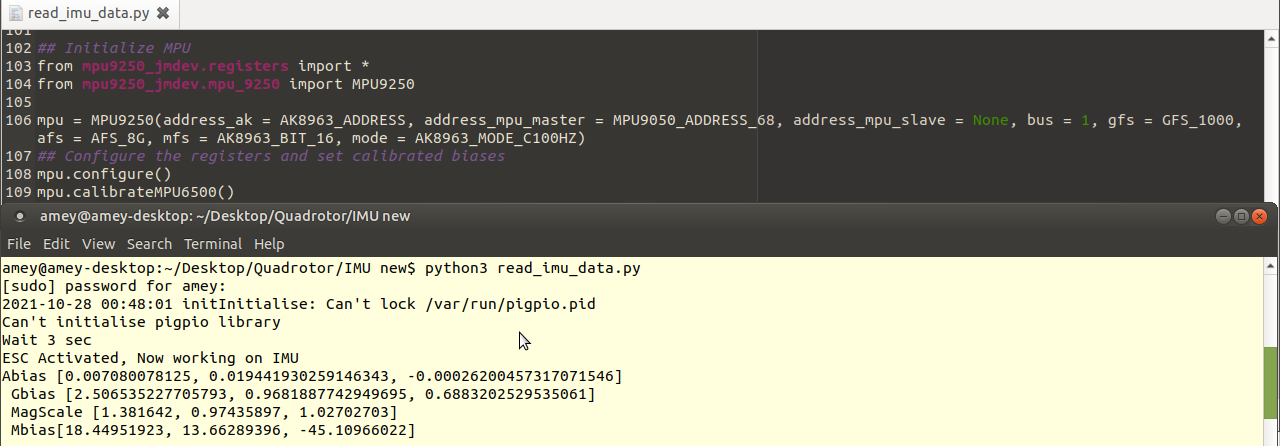 read_imu_data.py
101
102 ## Initialize MPU
103 from mpu9250_jmdev.registers import *
104 from mpu9250_jmdev.mpu_9250 import MPU9250
105
106 mpu = MPU9250(address_ak = AK8963_ADDRESS, address_mpu_master = MPU9050_ADDRESS_68, address_mpu_slave = None, bus = 1, gfs = GFS_1000,
afs = AFS_8G, mfs = AK8963_BIT_16, mode = AK8963_MODE_C100HZ)
107 ## Configure the registers and set calibrated biases
108 mpu.configure()
109 mpu.calibrateMPU6500()
amey@amey-desktop: ~/Desktop/Quadrotor/IMU new
File Edit View Search Terminal Help
amey@amey-desktop:~/Desktop/Quadrotor/IMU new$ python3 read_imu_data.py
[sudo] password for amey:
2021-10-28 00:48:01 initInitialise: Can't lock /var/run/pigpio.pid
Can't initialise pigpio library
Wait 3 sec
ESC Activated, Now working on IMU
Abias [0.007080078125, 0.019441930259146343, -0.00026200457317071546]
Gbias [2.506535227705793, 0.9681887742949695, 0.6883202529535061]
MagScale [1.381642, 0.97435897, 1.02702703]
Mbias[18.44951923, 13.66289396, -45.10966022]